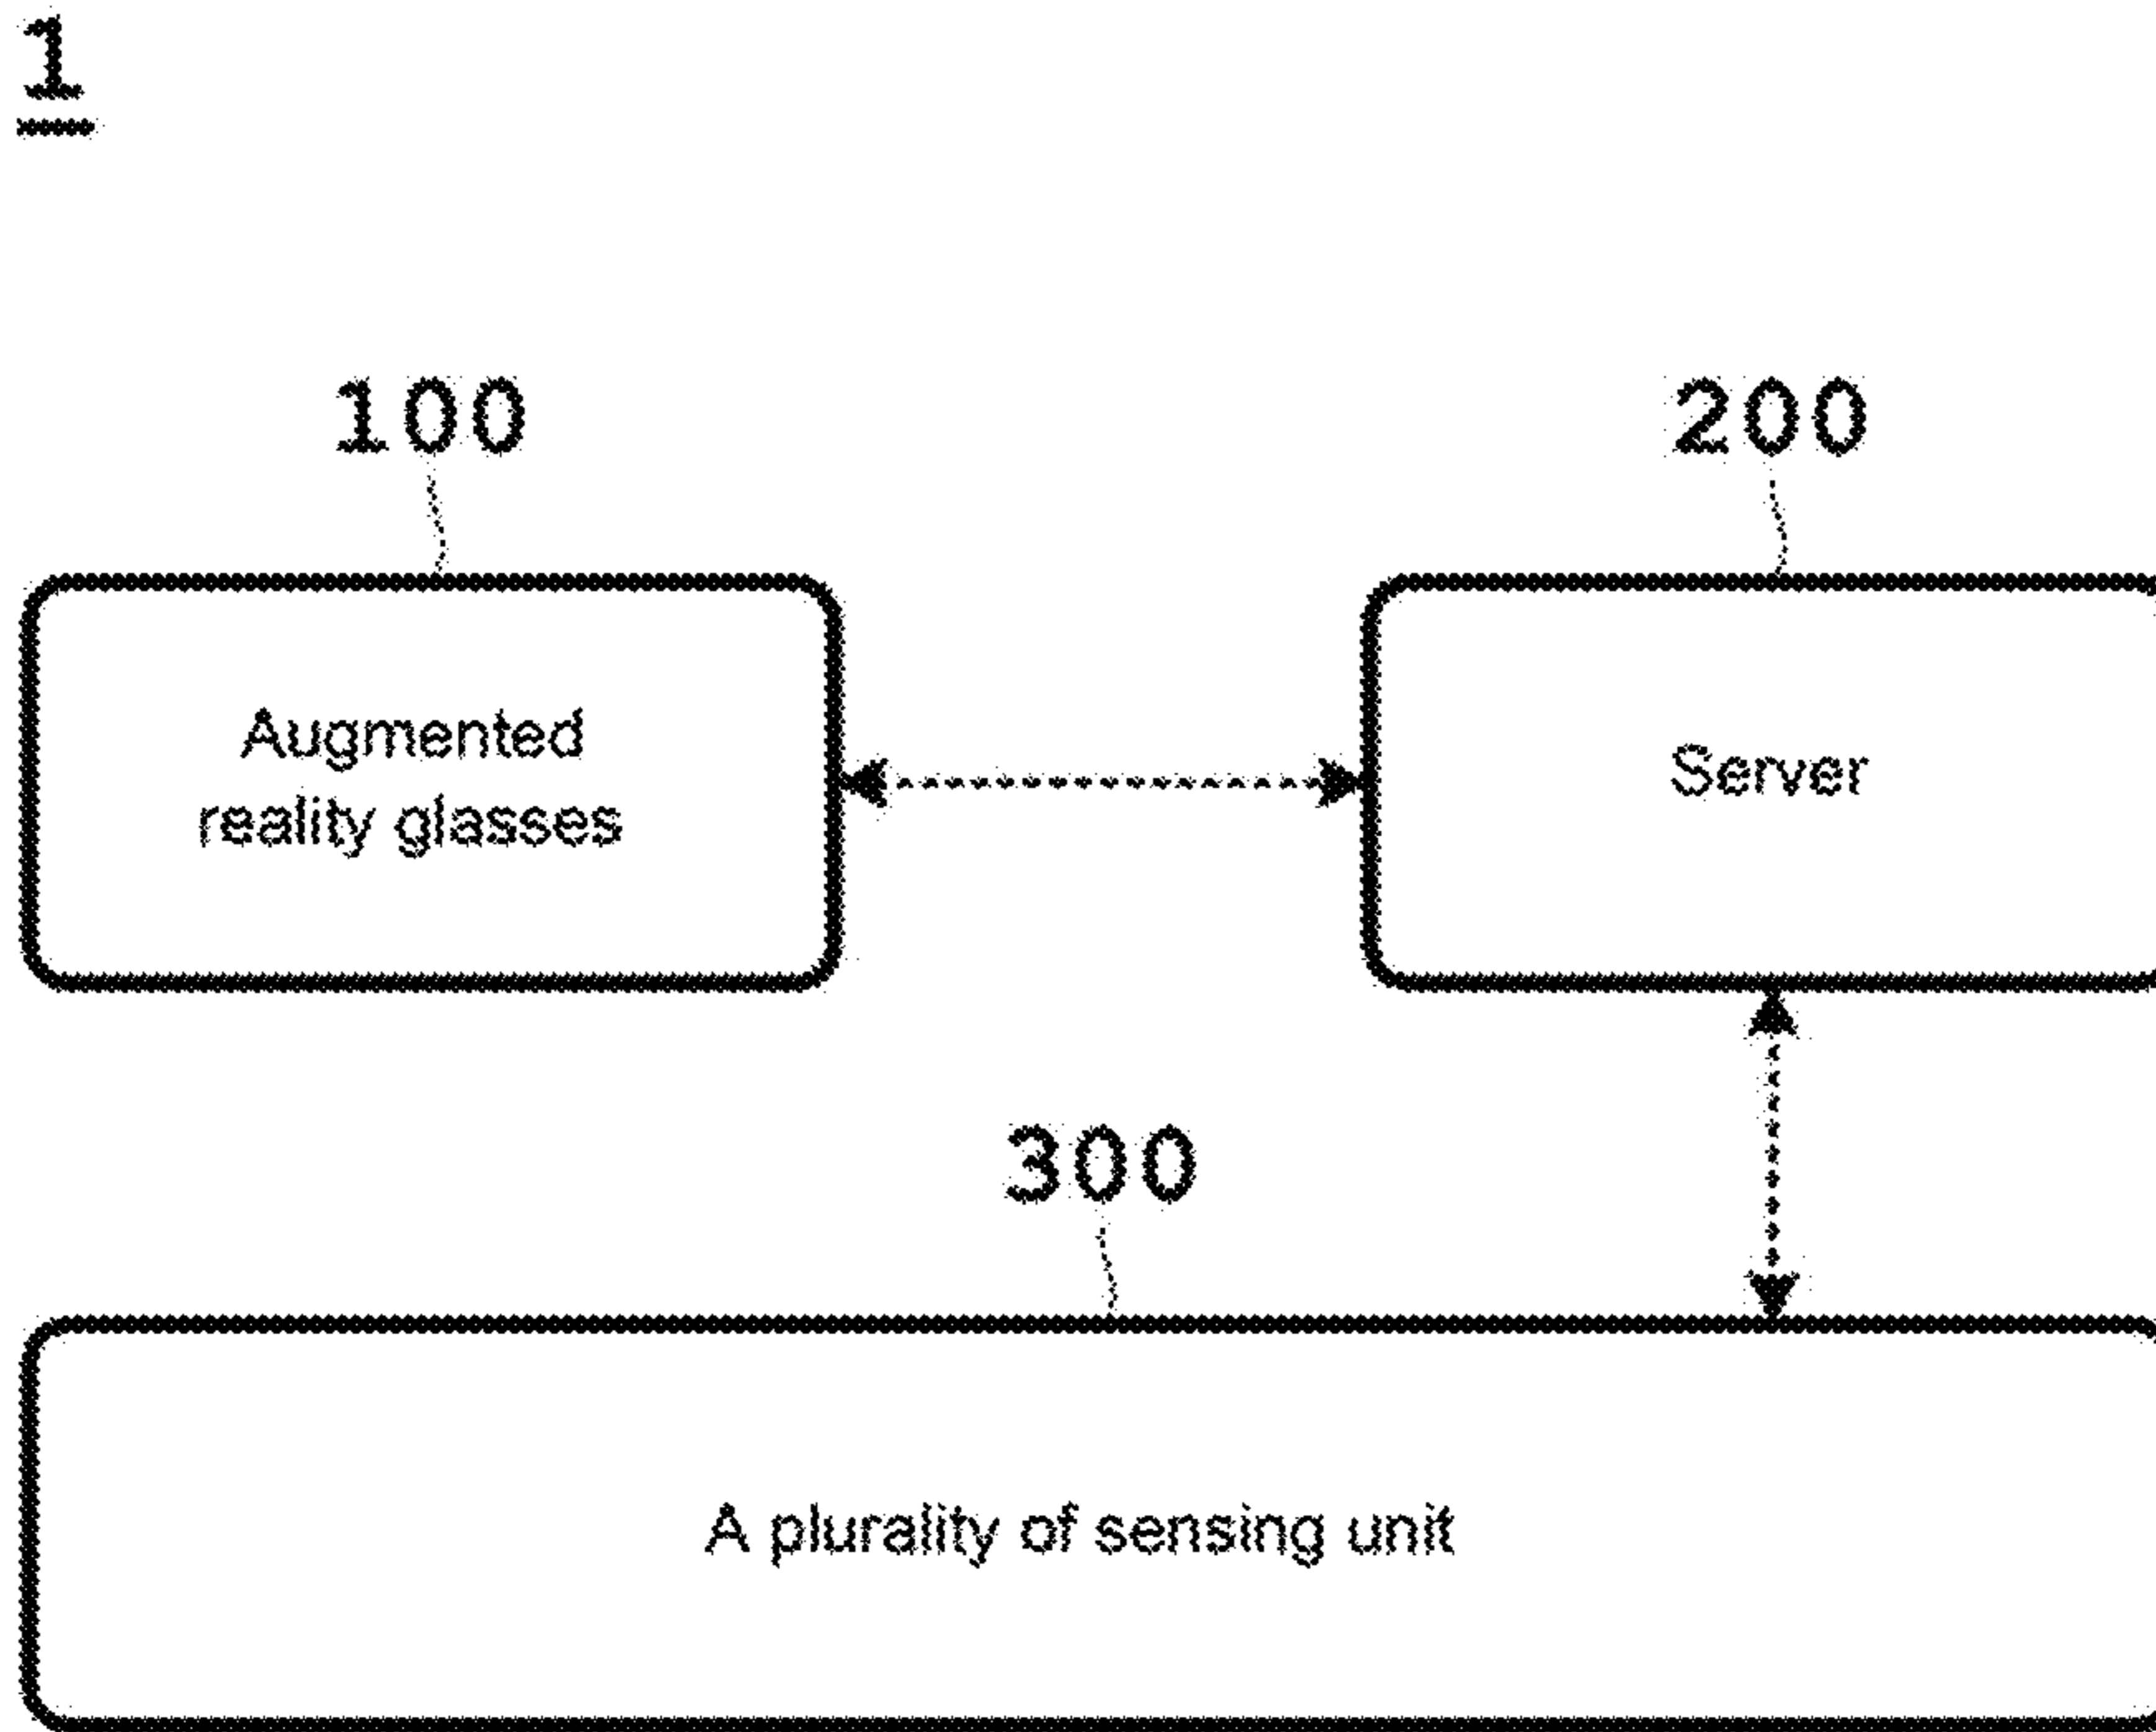 1
100
200
Augmented
reality glasses
Server
300
A plurality of sensing unit